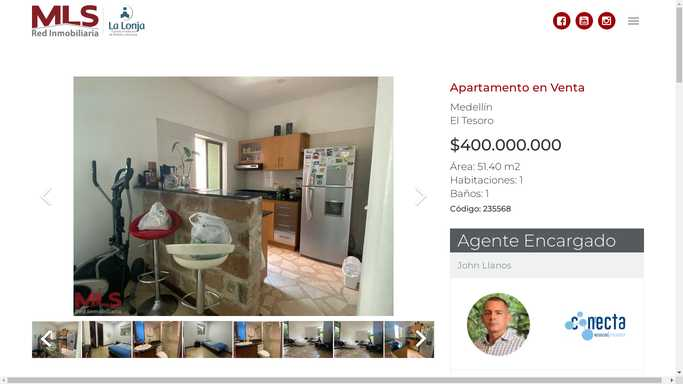 MLS
Red Inmobiliaria
La Lonja
Apartamento en Venta
Medellín
El Tesoro
$400.000.000
Área: 51.40 m2
Habitaciones: 1
Baños: 1
Código: 235568
MLS
Red Inmobiliaria
Agente Encargado
John Llanos
conecta